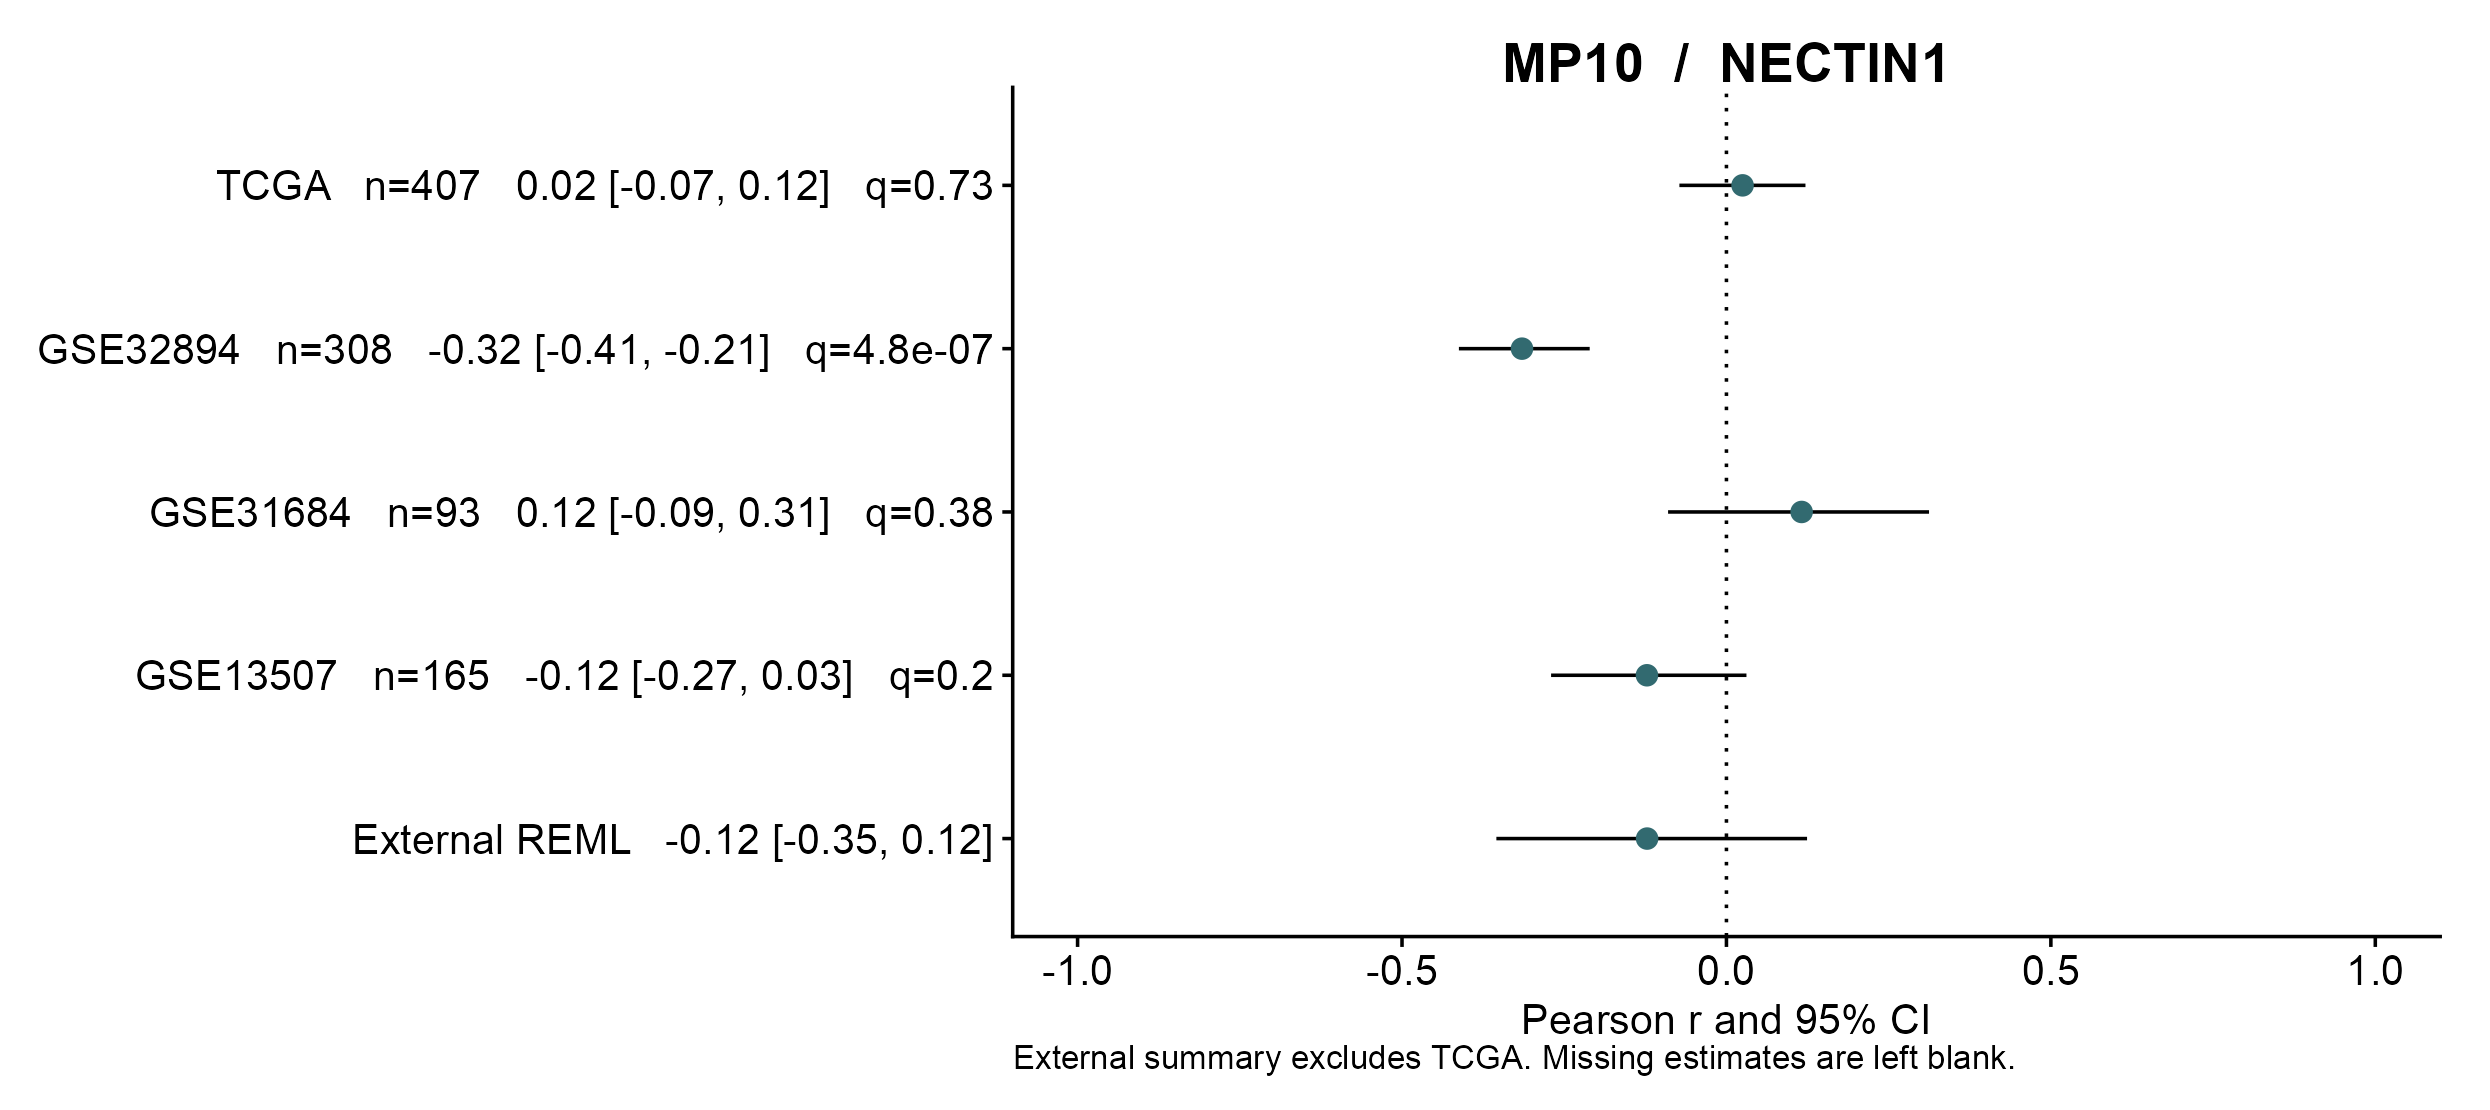 MP10 / NECTIN1
TCGA n=407 0.02 [-0.07, 0.12] q=0.73
GSE32894 n=308 -0.32 [-0.41, -0.21] q=4.8e-07
GSE31684 n=93 0.12 [-0.09, 0.31] q=0.38
GSE13507 n=165 -0.12 [-0.27, 0.03] q=0.2
External REML -0.12 [-0.35, 0.12]
-1.0 -0.5 0.0 0.5 1.0
Pearson r and 95% CI
External summary excludes TCGA. Missing estimates are left blank.